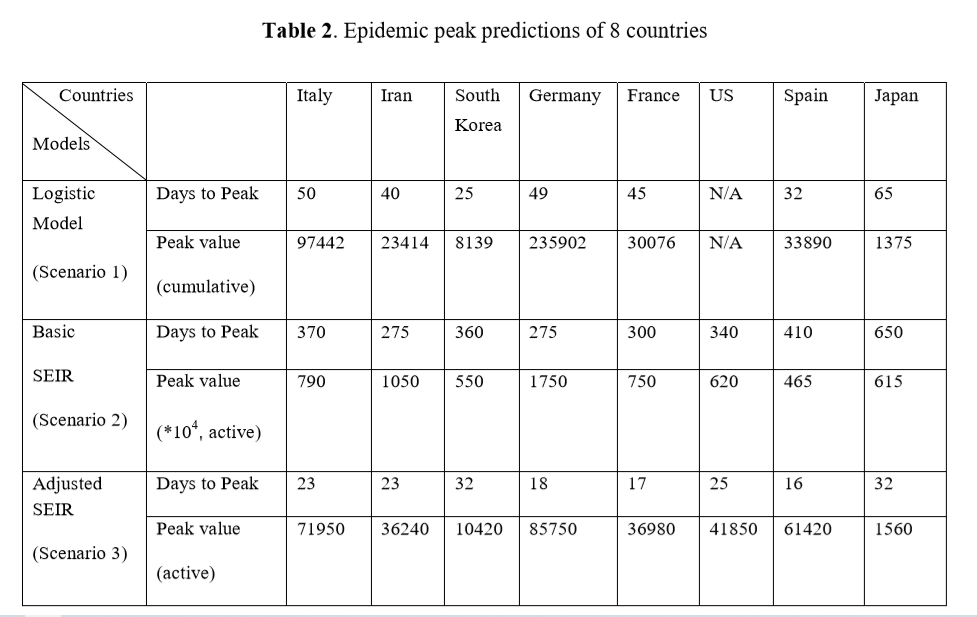 Table 2. Epidemic peak predictions of 8 countries
Countries
Models
Italy Iran South Korea Germany France US Spain Japan
Logistic Model (Scenario 1)
Days to Peak 50 40 25 49 45 N/A 32 65
Peak value (cumulative) 97442 23414 8139 235902 30076 N/A 33890 1375
Basic SEIR (Scenario 2)
Days to Peak 370 275 360 275 300 340 410 650
Peak value (*10⁴, active) 790 1050 550 1750 750 620 465 615
Adjusted SEIR (Scenario 3)
Days to Peak 23 23 32 18 17 25 16 32
Peak value (active) 71950 36240 10420 85750 36980 41850 61420 1560